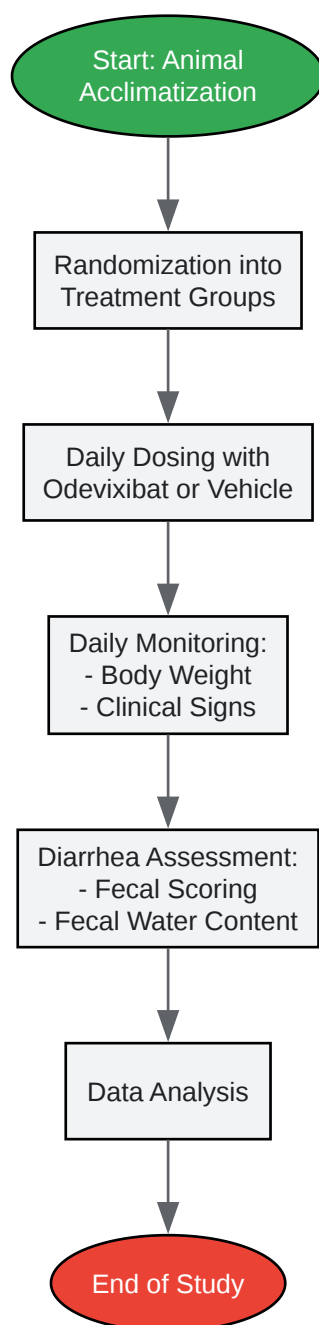 Start: Animal
Acclimatization
Randomization into
Treatment Groups
Daily Dosing with
Odevixibat or Vehicle
Daily Monitoring:
- Body Weight
- Clinical Signs
Diarrhea Assessment:
- Fecal Scoring
- Fecal Water Content
Data Analysis
End of Study